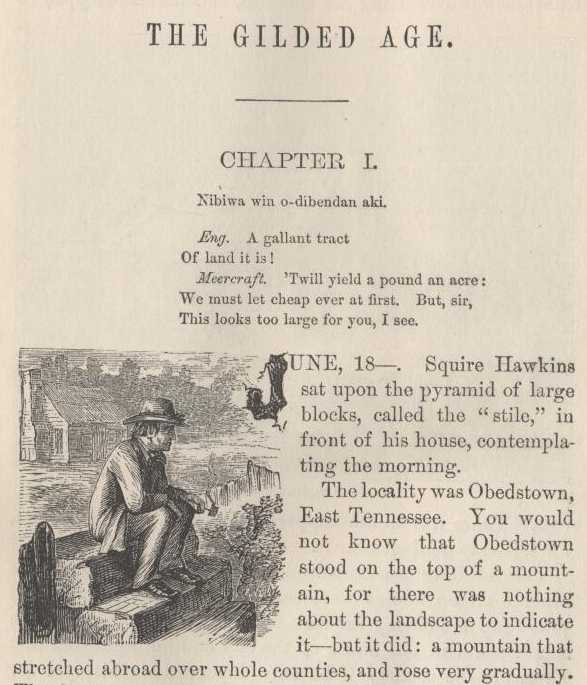 THE GILDED AGE.
CHAPTER I.
Nibiwa win o-dibendan aki.
Eng. A gallant tract
Of land it is!
Meercraft. 'Twill yield a pound an acre:
We must let cheap ever at first. But, sir,
This looks too large for you, I see.
JUNE, 18—. Squire Hawkins
sat upon the pyramid of large
blocks, called the "stile," in
front of his house, contempla-
ting the morning.
The locality was Obedstown,
East Tennessee. You would
not know that Obedstown
stood on the top of a mount-
ain, for there was nothing
about the landscape to indicate
it—but it did: a mountain that
stretched abroad over whole counties, and rose very gradually.